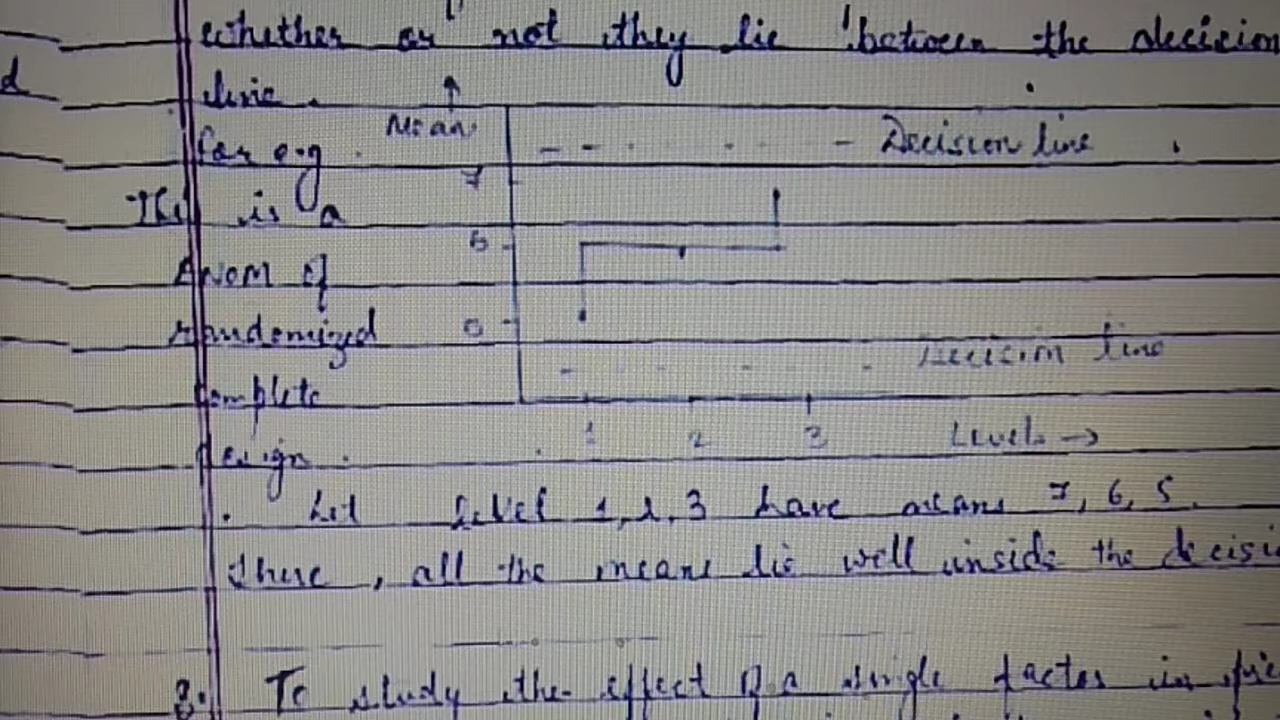 whether or not they lie between the decision
d
line.
Mean
for e.g.
Decision line
7
This is a
6
ANOM of
5
Randomized
Decision line
Complete
1 2 3 Levels →
Design.
. Let level 1, 2, 3 have means 7, 6, 5.
there, all the means lie well inside the decisi
3. To study the effect of a single factor in